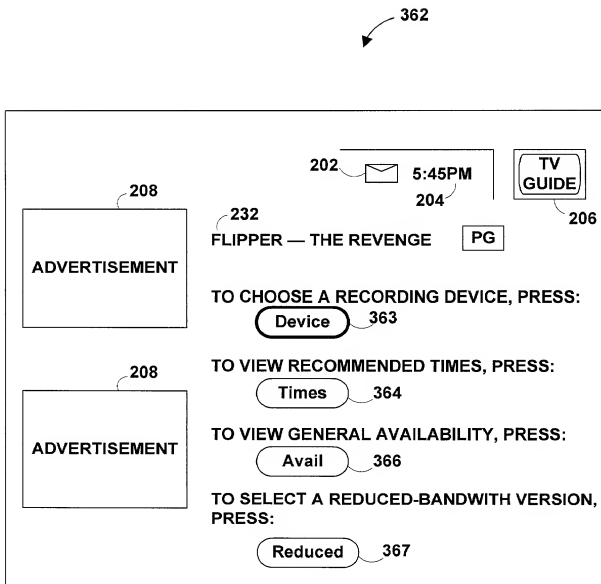 362
202
5:45PM
204
TV
GUIDE
206
208
ADVERTISEMENT
232
FLIPPER — THE REVENGE
PG
TO CHOOSE A RECORDING DEVICE, PRESS:
Device
363
208
ADVERTISEMENT
TO VIEW RECOMMENDED TIMES, PRESS:
Times
364
TO VIEW GENERAL AVAILABILITY, PRESS:
Avail
366
TO SELECT A REDUCED-BANDWITH VERSION,
PRESS:
Reduced
367